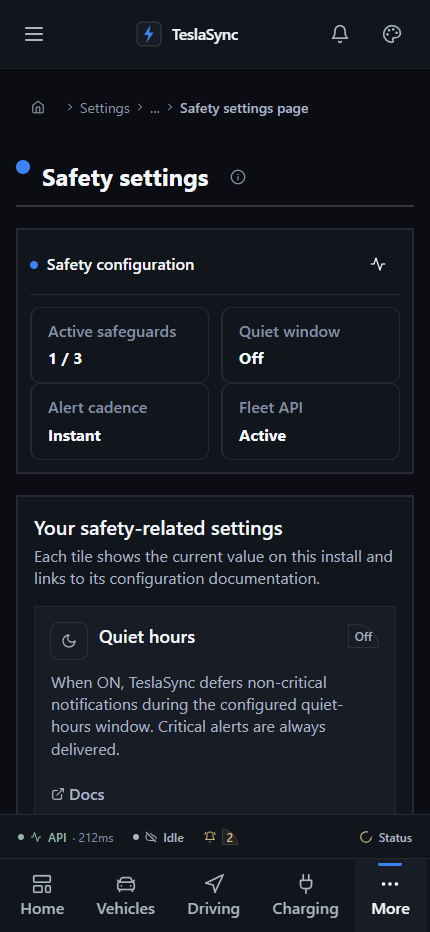 TeslaSync
Settings
...
Safety settings page
Safety settings
Safety configuration
Active safeguards
1 / 3
Quiet window
Off
Alert cadence
Instant
Fleet API
Active
Your safety-related settings
Each tile shows the current value on this install and
links to its configuration documentation.
Quiet hours
Off
When ON, TeslaSync defers non-critical
notifications during the configured quiet-
hours window. Critical alerts are always
delivered.
Docs
API · 212ms
Idle
2
Status
Home
Vehicles
Driving
Charging
More